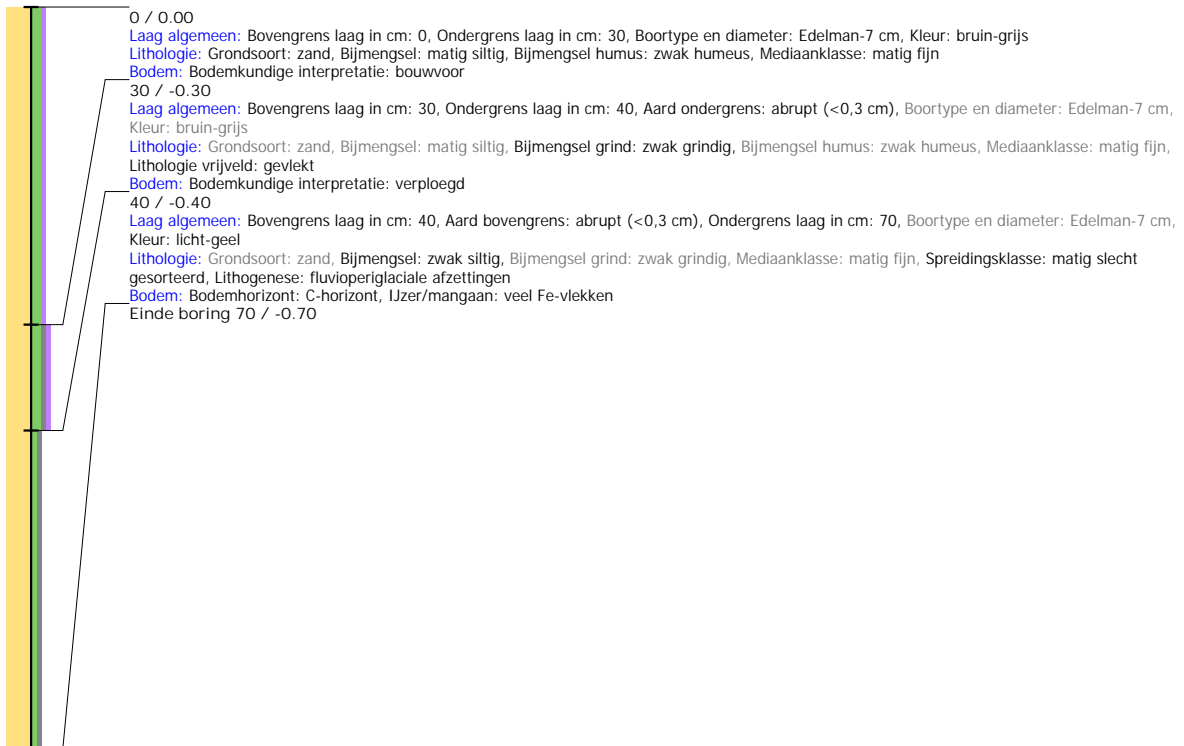 0 / 0.00
Laag algemeen: Bovengrens laag in cm: 0, Ondergrens laag in cm: 30, Boortype en diameter: Edelman-7 cm, Kleur: bruin-grijs
Lithologie: Grondsoort: zand, Bijmengsel: matig siltig, Bijmengsel humus: zwak humeus, Mediaanklasse: matig fijn
Bodem: Bodemkundige interpretatie: bouwvoor
30 / -0.30
Laag algemeen: Bovengrens laag in cm: 30, Ondergrens laag in cm: 40, Aard ondergrens: abrupt (<0,3 cm), Boortype en diameter: Edelman-7 cm,
Kleur: bruin-grijs
Lithologie: Grondsoort: zand, Bijmengsel: matig siltig, Bijmengsel grind: zwak grindig, Bijmengsel humus: zwak humeus, Mediaanklasse: matig fijn,
Lithologie vrijveld: gevlekt
Bodem: Bodemkundige interpretatie: verploegd
40 / -0.40
Laag algemeen: Bovengrens laag in cm: 40, Aard bovengrens: abrupt (<0,3 cm), Ondergrens laag in cm: 70, Boortype en diameter: Edelman-7 cm,
Kleur: licht-geel
Lithologie: Grondsoort: zand, Bijmengsel: zwak siltig, Bijmengsel grind: zwak grindig, Mediaanklasse: matig fijn, Spreidingsklasse: matig slecht
gesorteerd, Lithogenese: fluvioperiglaciale afzettingen
Bodem: Bodemhorizont: C-horizont, IJzer/mangaan: veel Fe-vlekken
Einde boring 70 / -0.70